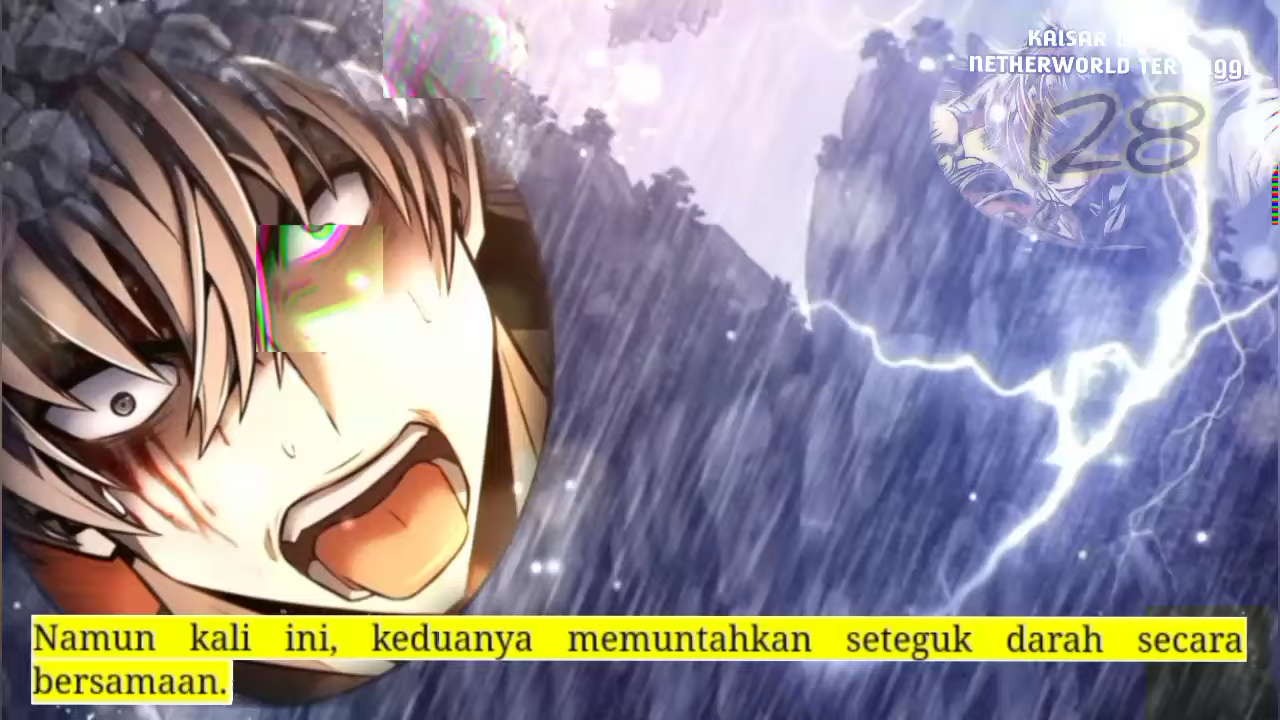 KAISAR
NETHERWORLD
128
Namun kali ini, keduanya memuntahkan seteguk darah secara
bersamaan.